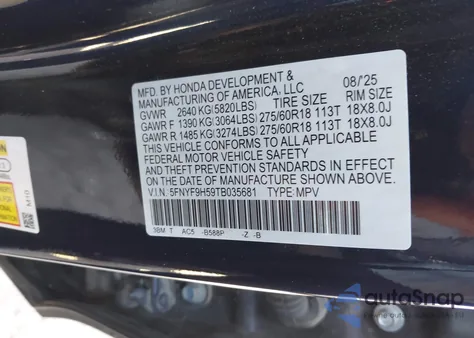 MFD. BY HONDA DEVELOPMENT &
MANUFACTURING OF AMERICA, LLC 08/'25
GVWR 2640 KG(5820LBS) TIRE SIZE RIM SIZE
GAWR F 1390 KG(3064LBS) 275/60R18 113T 18X8.0J
GAWR R 1485 KG(3274LBS) 275/60R18 113T 18X8.0J
THIS VEHICLE CONFORMS TO ALL APPLICABLE
FEDERAL MOTOR VEHICLE SAFETY STANDARDS IN EFFECT ON
THE DATE OF MANUFACTURE SHOWN ABOVE.
V.I.N. 5FNYF9H59TB035681 TYPE MPV
3BM T AC5 -B588P -Z -B
autoSnap